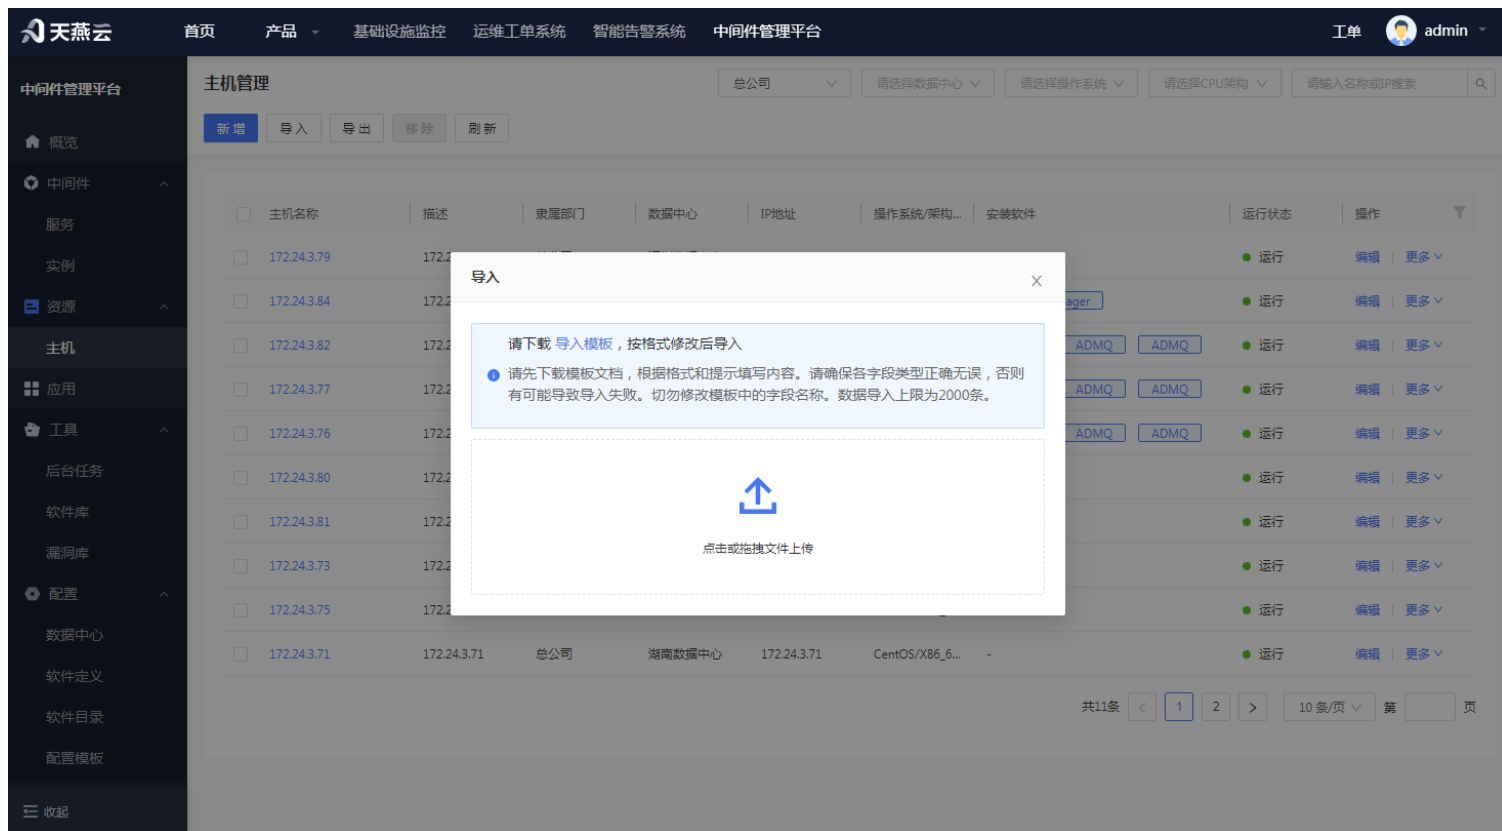 天燕云
首页
产品
基础设施监控
运维工单系统
智能告警系统
中间件管理平台
工单
admin
中间件管理平台
概览
中间件
服务
实例
资源
主机
应用
工具
后台任务
软件库
漏洞库
配置
数据中心
软件定义
软件目录
配置模板
收起
主机管理
总公司
请选择数据中心
请选择操作系统
请选择CPU架构
请输入名称或IP搜索
新增 导入 导出 移除 刷新
主机名称 描述 隶属部门 数据中心 IP地址 操作系统/架构... 安装软件 运行状态 操作
172.24.3.79 172.2 运行 编辑 更多
172.24.3.84 172.2 ager 运行 编辑 更多
172.24.3.82 172.2 ADMQ ADMQ 运行 编辑 更多
172.24.3.77 172.2 ADMQ ADMQ 运行 编辑 更多
172.24.3.76 172.2 ADMQ ADMQ 运行 编辑 更多
172.24.3.80 172.2 运行 编辑 更多
172.24.3.81 172.2 运行 编辑 更多
172.24.3.73 172.2 运行 编辑 更多
172.24.3.75 172.2 运行 编辑 更多
172.24.3.71 172.24.3.71 总公司 湖南数据中心 172.24.3.71 CentOS/X86_6... - 运行 编辑 更多
共11条 < 1 2 > 10 条/页 第 页
导入
请下载 导入模板，按格式修改后导入
请先下载模板文档，根据格式和提示填写内容。请确保各字段类型正确无误，否则
有可能导致导入失败。切勿修改模板中的字段名称。数据导入上限为2000条。
点击或拖拽文件上传